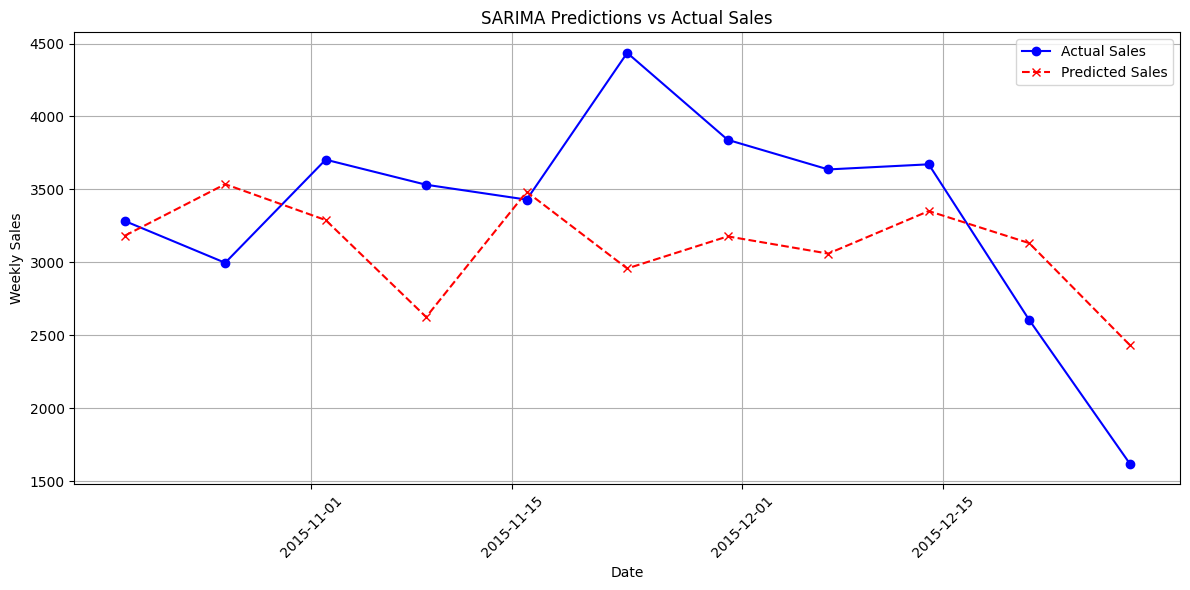 SARIMA Predictions vs Actual Sales
Actual Sales
Predicted Sales
Weekly Sales
4500
4000
3500
3000
2500
2000
1500
2015-11-01
2015-11-15
2015-12-01
2015-12-15
Date